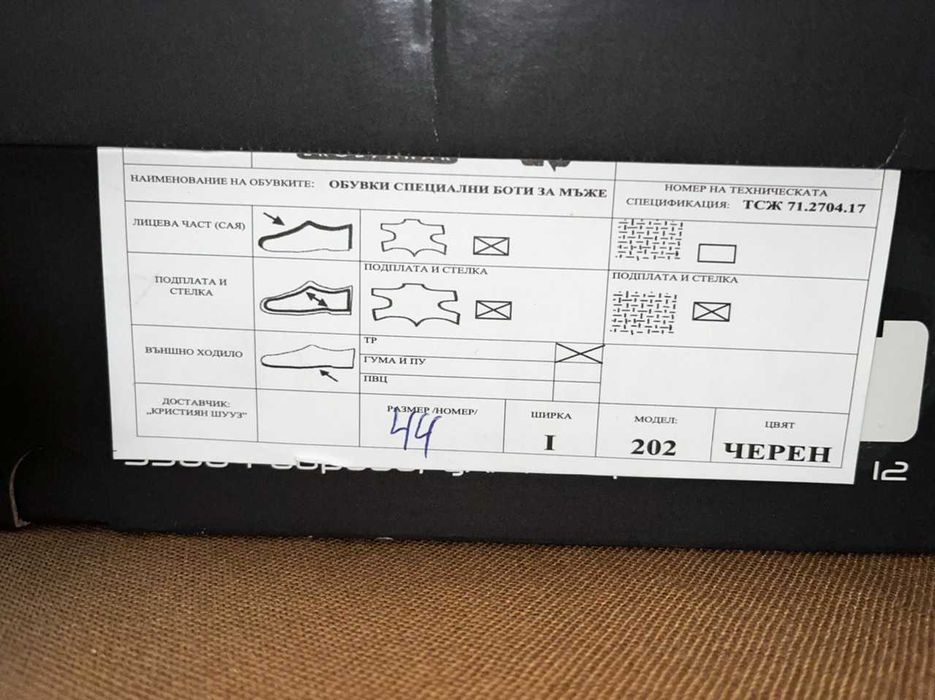 НАИМЕНОВАНИЕ НА ОБУВКИТЕ: ОБУВКИ СПЕЦИАЛНИ БОТИ ЗА МЪЖЕ
НОМЕР НА ТЕХНИЧЕСКАТА
СПЕЦИФИКАЦИЯ: ТСЖ 71.2704.17
ЛИЦЕВА ЧАСТ (САЯ)
ПОДПЛАТА И
СТЕЛКА
ПОДПЛАТА И СТЕЛКА
ПОДПЛАТА И СТЕЛКА
ВЪНШНО ХОДИЛО
ТР
ГУМА И ПУ
ПВЦ
ДОСТАВЧИК:
„КРИСТИЯН ШУУЗ"
РАЗМЕР /НОМЕР/
44
ШИРКА
I
МОДЕЛ:
202
ЦВЯТ
ЧЕРЕН
12